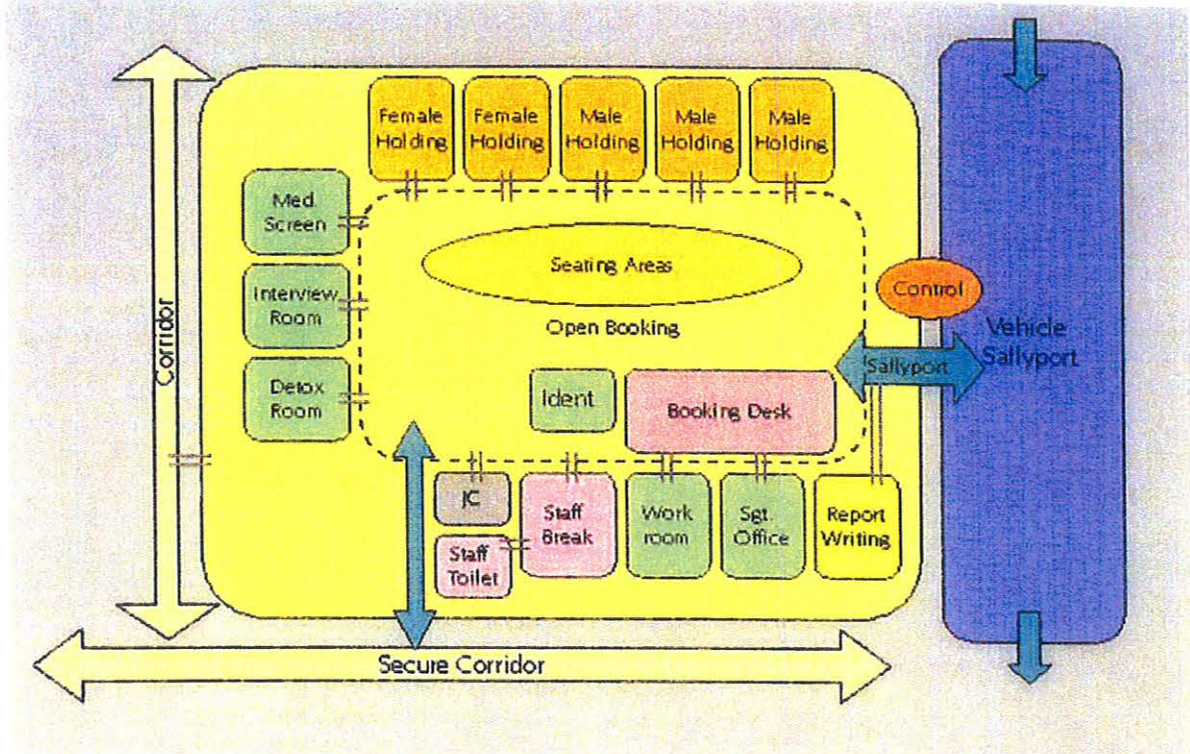 Female
Holding
Female
Holding
Male
Holding
Male
Holding
Male
Holding
Med.
Screen
Seating Areas
Control
Interview
Room
Open Booking
Vehicle
Sallyport
Corridor
Sallyport
Detox
Room
Ident
Booking Desk
JC
Staff
Break
Work
room
Sgt.
Office
Report
Writing
Staff
Toilet
Secure Corridor